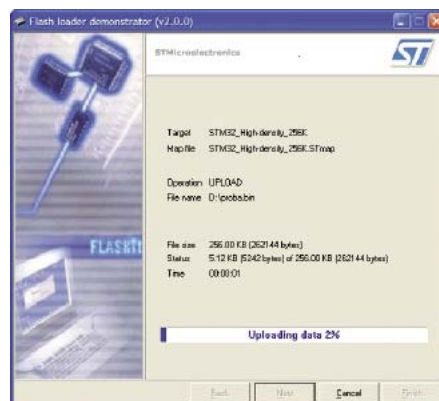 Flash loader demonstrator (v2.0.0)
STMicroelectronics
ST
Target STM32_High-density_256K
Map file STM32_High-density_256K.STmap
Operation UPLOAD
File name D:\proba.bin
FLASH
File size 256.00 KB (262144 bytes)
Status 5.12 KB (5242 bytes) of 256.00 KB (262144 bytes)
Time 00:00:01
Uploading data 2%
Back Next Cancel Finish